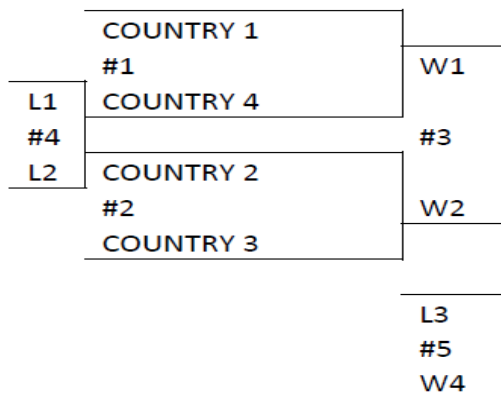 COUNTRY 1
#1 W1
L1 COUNTRY 4
#4 #3
L2 COUNTRY 2
#2 W2
COUNTRY 3
L3
#5
W4